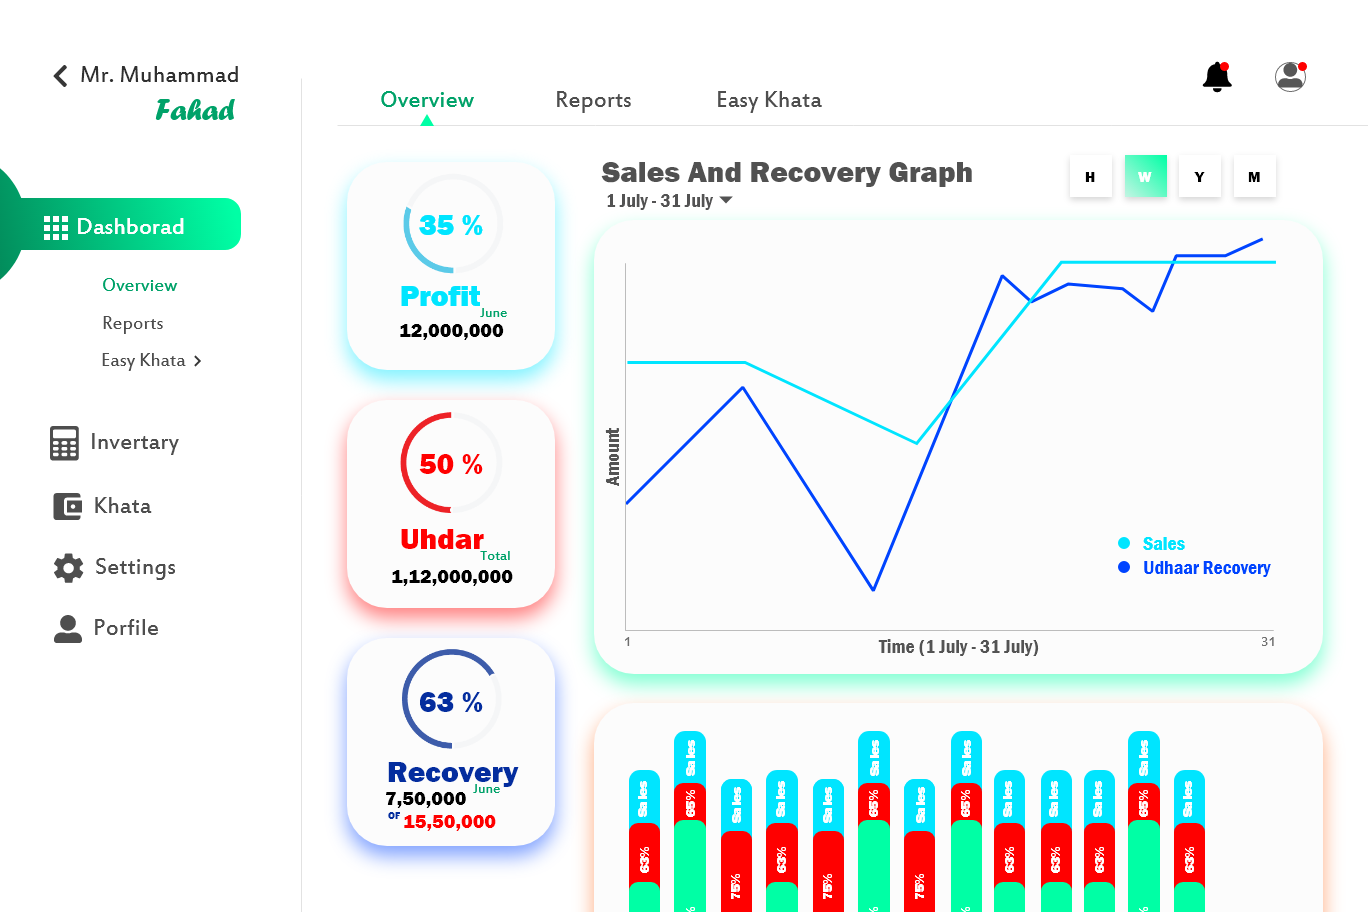 Mr. Muhammad
Fahad
Dashborad
Overview
Reports
Easy Khata
Invertary
Khata
Settings
Porfile
Overview
Reports
Easy Khata
35 %
Profit
June
12,000,000
50 %
Uhdar
Total
1,12,000,000
63 %
Recovery
June
7,50,000
OF 15,50,000
Sales And Recovery Graph
1 July - 31 July
H
W
Y
M
Amount
Sales
Udhaar Recovery
1
Time (1 July - 31 July)
31
Sales
63%
Sales
65%
Sales
75%
Sales
63%
Sales
75%
Sales
65%
Sales
75%
Sales
65%
Sales
63%
Sales
63%
Sales
63%
Sales
65%
Sales
63%